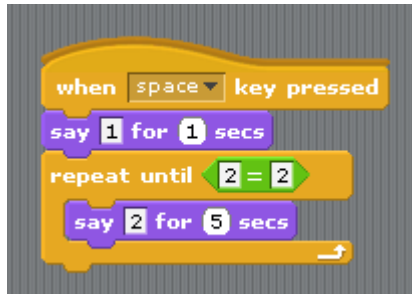 when space key pressed
say 1 for 1 secs
repeat until 2 = 2
say 2 for 5 secs